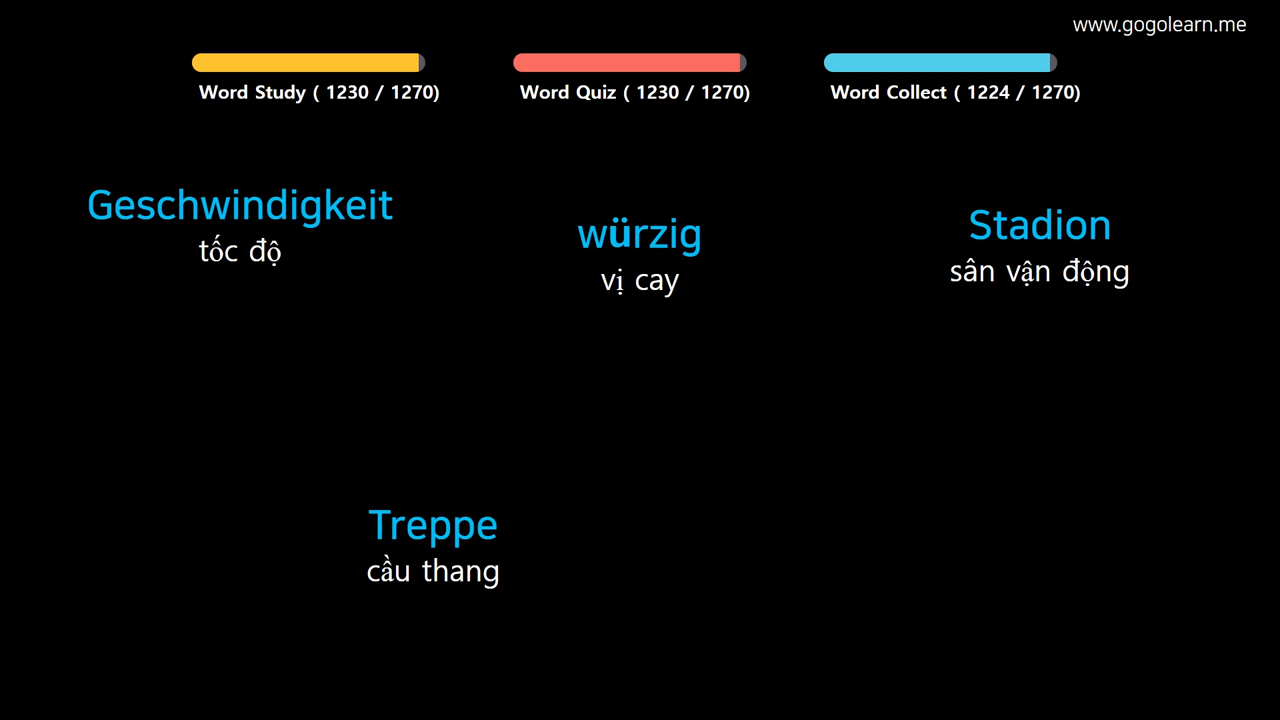 www.gogolearn.me
Word Study ( 1230 / 1270)
Word Quiz ( 1230 / 1270)
Word Collect ( 1224 / 1270)
Geschwindigkeit
tốc độ
würzig
vị cay
Stadion
sân vận động
Treppe
cầu thang